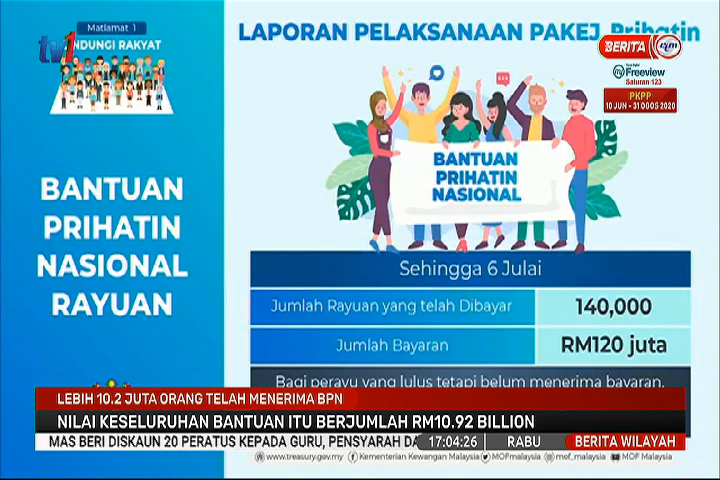 Matlamat 1
tv1
LINDUNGI RAKYAT
LAPORAN PELAKSANAAN PAKEJ Prihatin
BERITA rtm
Freeview
Saluran 123
PKPP
10 JUN - 31 OGOS 2020
BANTUAN
PRIHATIN
NASIONAL
RAYUAN
BANTUAN
PRIHATIN
NASIONAL
Sehingga 6 Julai
Jumlah Rayuan yang telah Dibayar 140,000
Jumlah Bayaran RM120 juta
Bagi perayu yang lulus tetapi belum menerima bayaran,
LEBIH 10.2 JUTA ORANG TELAH MENERIMA BPN
NILAI KESELURUHAN BANTUAN ITU BERJUMLAH RM10.92 BILLION
MAS BERI DISKAUN 20 PERATUS KEPADA GURU, PENSYARAH DA 17:04:26 RABU BERITA WILAYAH
www.treasury.gov.my Kementerian Kewangan Malaysia MOFmalaysia mof_malaysia MOF Malaysia